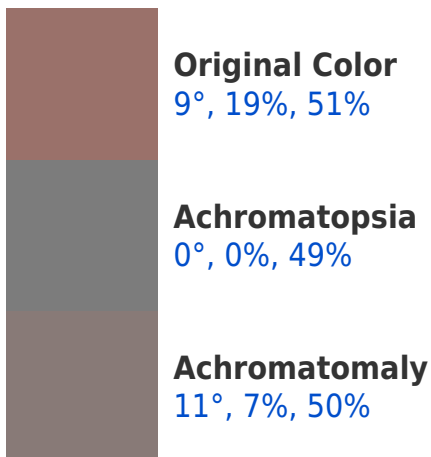 Original Color
9°, 19%, 51%
Achromatopsia
0°, 0%, 49%
Achromatomaly
11°, 7%, 50%